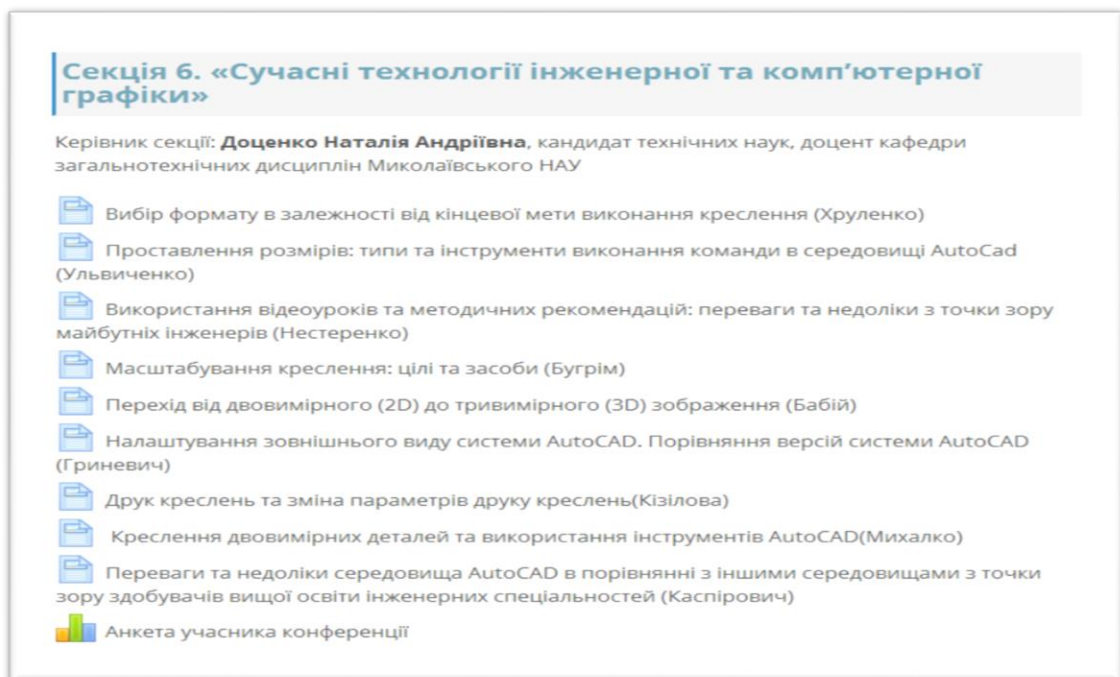 Секція 6. «Сучасні технології інженерної та комп’ютерної
графіки»
Керівник секції: Доценко Наталія Андріївна, кандидат технічних наук, доцент кафедри
загальнотехнічних дисциплін Миколаївського НАУ
Вибір формату в залежності від кінцевої мети виконання креслення (Хруленко)
Проставлення розмірів: типи та інструменти виконання команди в середовищі AutoCad
(Ульвиченко)
Використання відеоуроків та методичних рекомендацій: переваги та недоліки з точки зору
майбутніх інженерів (Нестеренко)
Масштабування креслення: цілі та засоби (Бугрім)
Перехід від двовимірного (2D) до тривимірного (3D) зображення (Бабій)
Налаштування зовнішнього виду системи AutoCAD. Порівняння версій системи AutoCAD
(Гриневич)
Друк креслень та зміна параметрів друку креслень(Кізілова)
Креслення двовимірних деталей та використання інструментів AutoCAD(Михалко)
Переваги та недоліки середовища AutoCAD в порівнянні з іншими середовищами з точки
зору здобувачів вищої освіти інженерних спеціальностей (Каспірович)
Анкета учасника конференції